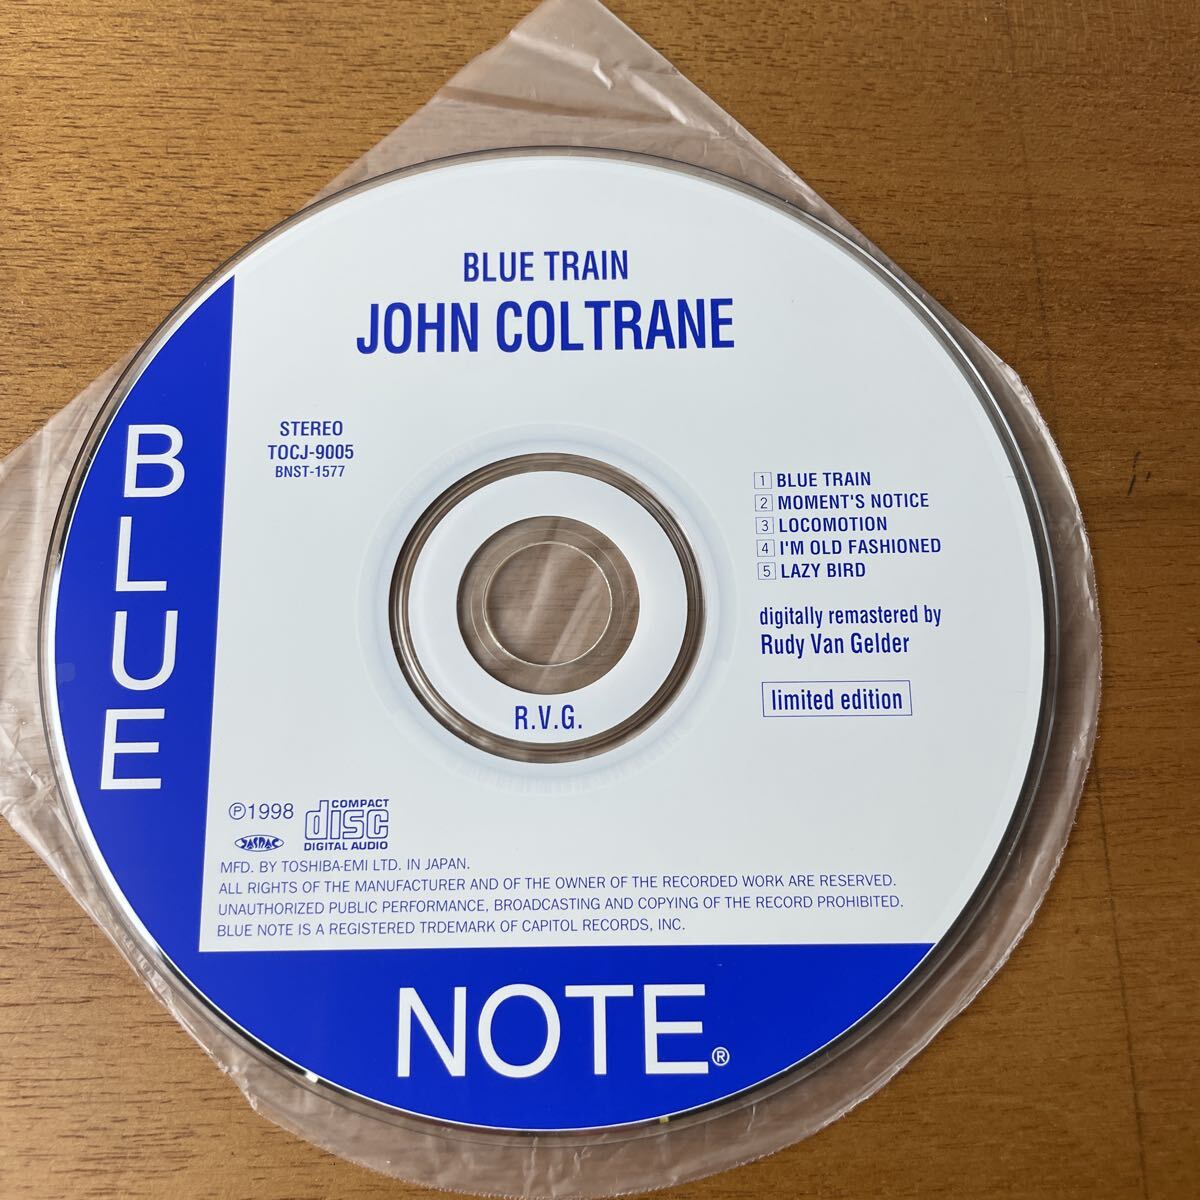 BLUE TRAIN
JOHN COLTRANE
STEREO
TOCJ-9005
BNST-1577
1 BLUE TRAIN
2 MOMENT'S NOTICE
3 LOCOMOTION
4 I'M OLD FASHIONED
5 LAZY BIRD
digitally remastered by
Rudy Van Gelder
limited edition
R.V.G.
℗1998
COMPACT
disc
DIGITAL AUDIO
JASRAC
MFD. BY TOSHIBA-EMI LTD. IN JAPAN.
ALL RIGHTS OF THE MANUFACTURER AND OF THE OWNER OF THE RECORDED WORK ARE RESERVED.
UNAUTHORIZED PUBLIC PERFORMANCE, BROADCASTING AND COPYING OF THE RECORD PROHIBITED.
BLUE NOTE IS A REGISTERED TRDEMARK OF CAPITOL RECORDS, INC.
BLUE
NOTE®